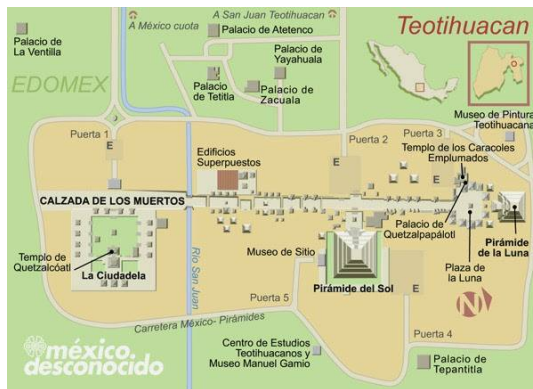 Teotihuacan
A México cuota
A San Juan Teotihuacán
Palacio de
La Ventilla
Palacio de Atetenco
Palacio de
Yayahuala
EDOMEX
Palacio
de Tetitla
Palacio
de Zacuala
Museo de Pintura
Teotihuacana
Puerta 1
E
Puerta 2
Puerta 3
Templo de los Caracoles
Emplumados
Edificios
Superpuestos
E
E
CALZADA DE LOS MUERTOS
Palacio de
Quetzalpapálotl
Pirámide
de la Luna
Templo de
Quetzalcóatl
La Ciudadela
Río San Juan
Museo de Sitio
Plaza de
la Luna
Pirámide del Sol
E
N
Puerta 5
Carretera México- Pirámides
Puerta 4
Centro de Estudios
Teotihuacanos y
Museo Manuel Gamio
Palacio de
Tepantitla
méxico
desconocido